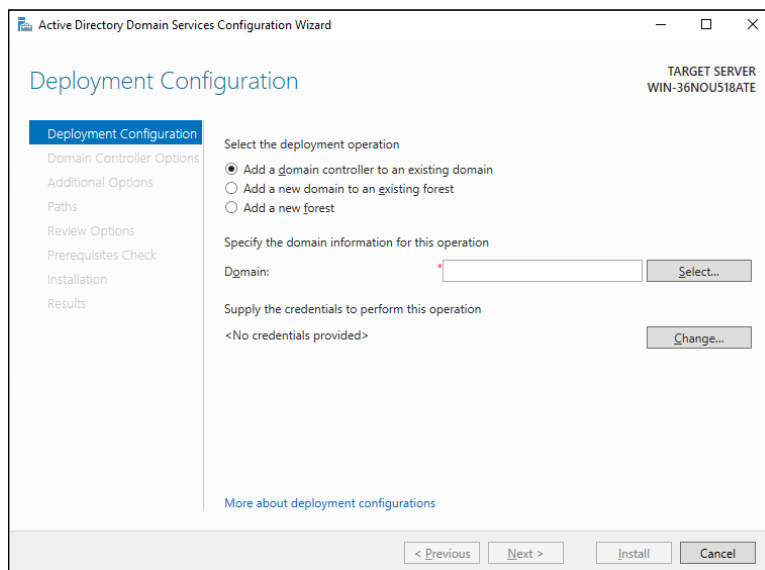 Active Directory Domain Services Configuration Wizard
Deployment Configuration
TARGET SERVER
WIN-36NOU518ATE
Deployment Configuration
Domain Controller Options
Additional Options
Paths
Review Options
Prerequisites Check
Installation
Results
Select the deployment operation
Add a domain controller to an existing domain
Add a new domain to an existing forest
Add a new forest
Specify the domain information for this operation
Domain: * Select...
Supply the credentials to perform this operation
<No credentials provided> Change...
More about deployment configurations
< Previous Next > Install Cancel